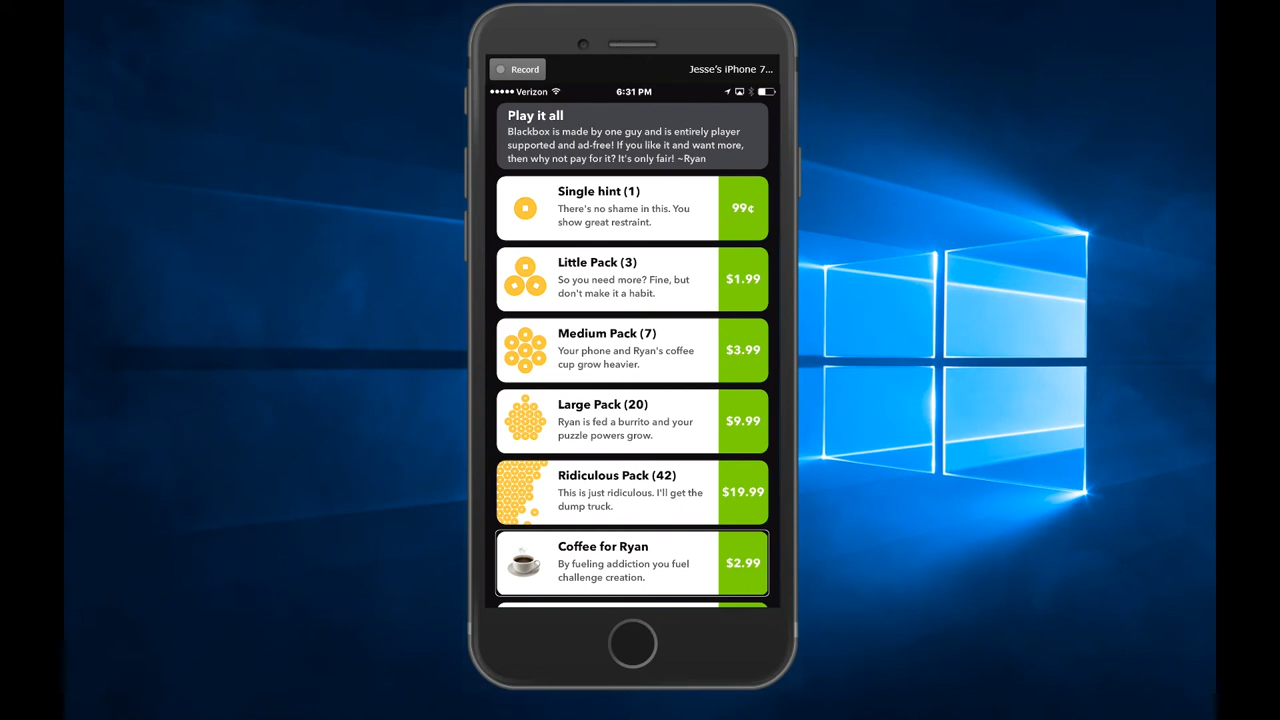 Record
Jesse's iPhone 7...
Verizon
6:31 PM
Play it all
Blackbox is made by one guy and is entirely player
supported and ad-free! If you like it and want more,
then why not pay for it? It's only fair! ~Ryan
Single hint (1)
There's no shame in this. You
show great restraint.
99¢
Little Pack (3)
So you need more? Fine, but
don't make it a habit.
$1.99
Medium Pack (7)
Your phone and Ryan's coffee
cup grow heavier.
$3.99
Large Pack (20)
Ryan is fed a burrito and your
puzzle powers grow.
$9.99
Ridiculous Pack (42)
This is just ridiculous. I'll get the
dump truck.
$19.99
Coffee for Ryan
By fueling addiction you fuel
challenge creation.
$2.99